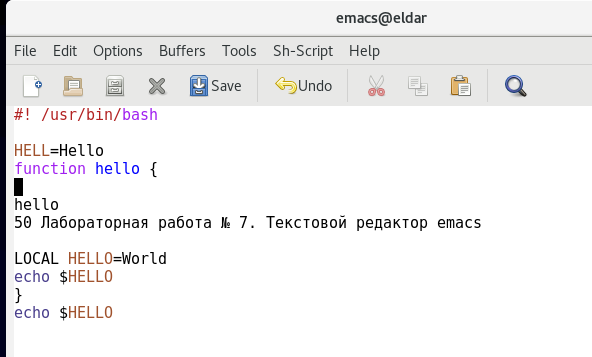 emacs@eldar
File Edit Options Buffers Tools Sh-Script Help
Save Undo
#! /usr/bin/bash
HELL=Hello
function hello {
hello
50 Лабораторная работа № 7. Текстовой редактор emacs
LOCAL HELLO=World
echo $HELLO
}
echo $HELLO